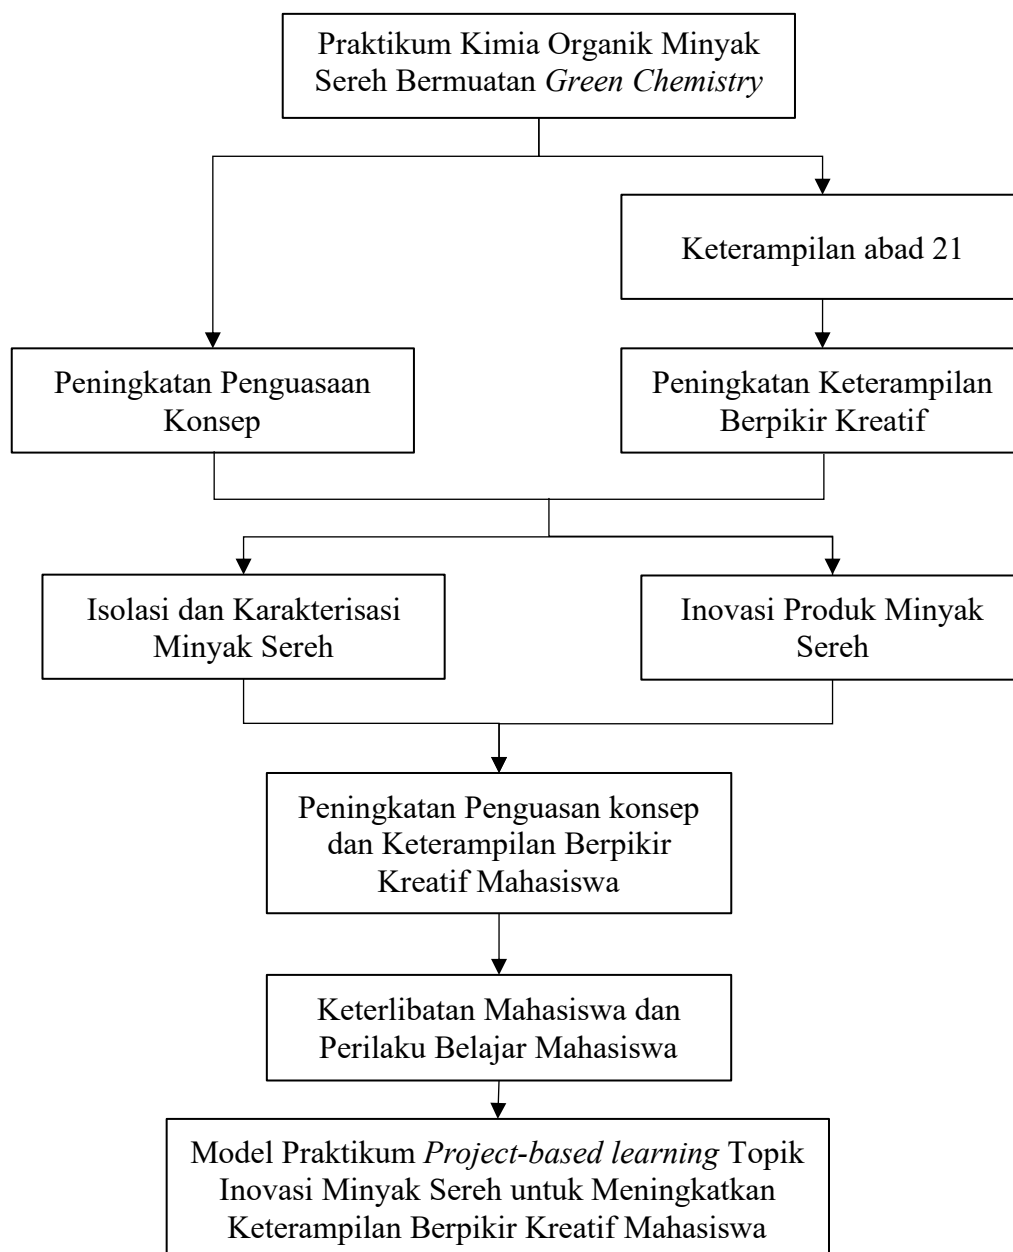 Praktikum Kimia Organik Minyak
Sereh Bermuatan Green Chemistry
Keterampilan abad 21
Peningkatan Penguasaan
Konsep
Peningkatan Keterampilan
Berpikir Kreatif
Isolasi dan Karakterisasi
Minyak Sereh
Inovasi Produk Minyak
Sereh
Peningkatan Penguasan konsep
dan Keterampilan Berpikir
Kreatif Mahasiswa
Keterlibatan Mahasiswa dan
Perilaku Belajar Mahasiswa
Model Praktikum Project-based learning Topik
Inovasi Minyak Sereh untuk Meningkatkan
Keterampilan Berpikir Kreatif Mahasiswa